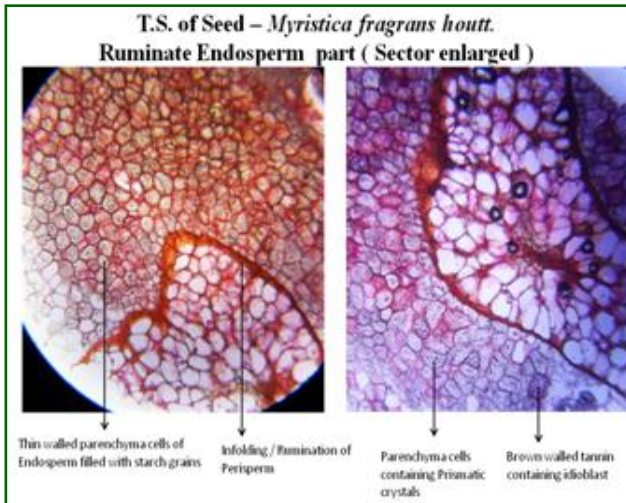 T.S. of Seed – Myristica fragrans houtt.
Ruminate Endosperm part ( Sector enlarged )
Thin walled parenchyma cells of
Endosperm filled with starch grains
Infolding / Rumination of
Perisperm
Parenchyma cells
containing Prismatic
crystals
Brown walled tannin
containing idioblast